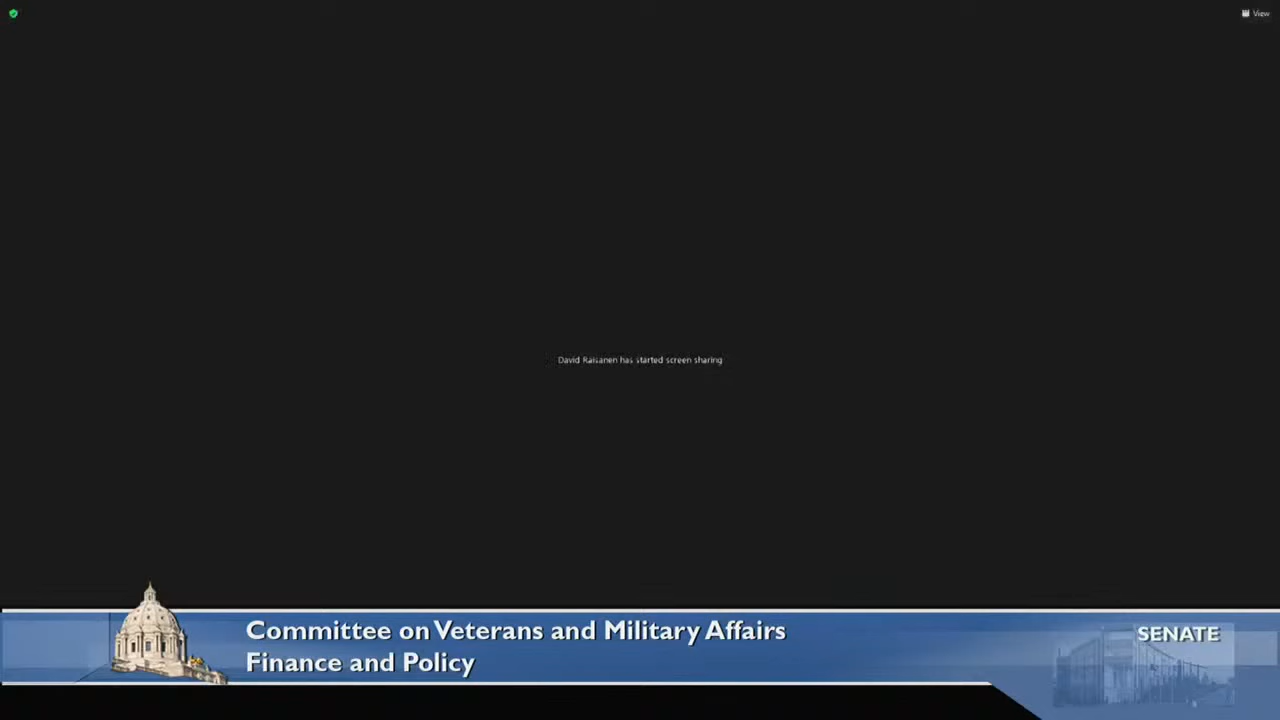 View
David Raisanen has started screen sharing
Committee on Veterans and Military Affairs
Finance and Policy
SENATE